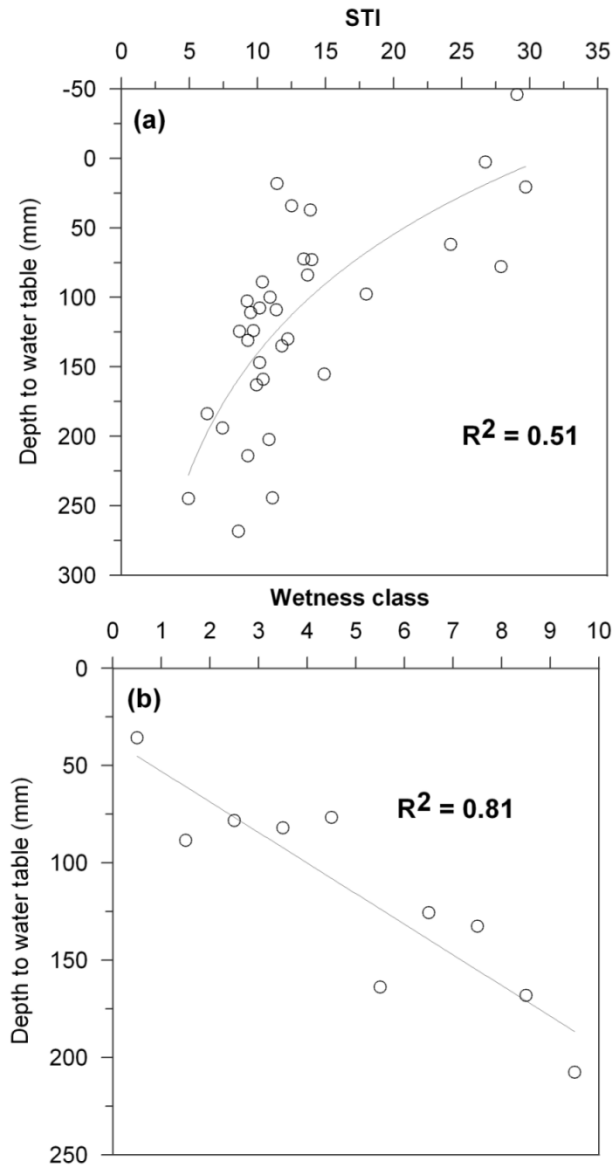 STI
0 5 10 15 20 25 30 35
-50
0
50
100
150
200
250
300
Depth to water table (mm)
(a)
R² = 0.51
Wetness class
0 1 2 3 4 5 6 7 8 9 10
0
50
100
150
200
250
Depth to water table (mm)
(b)
R² = 0.81